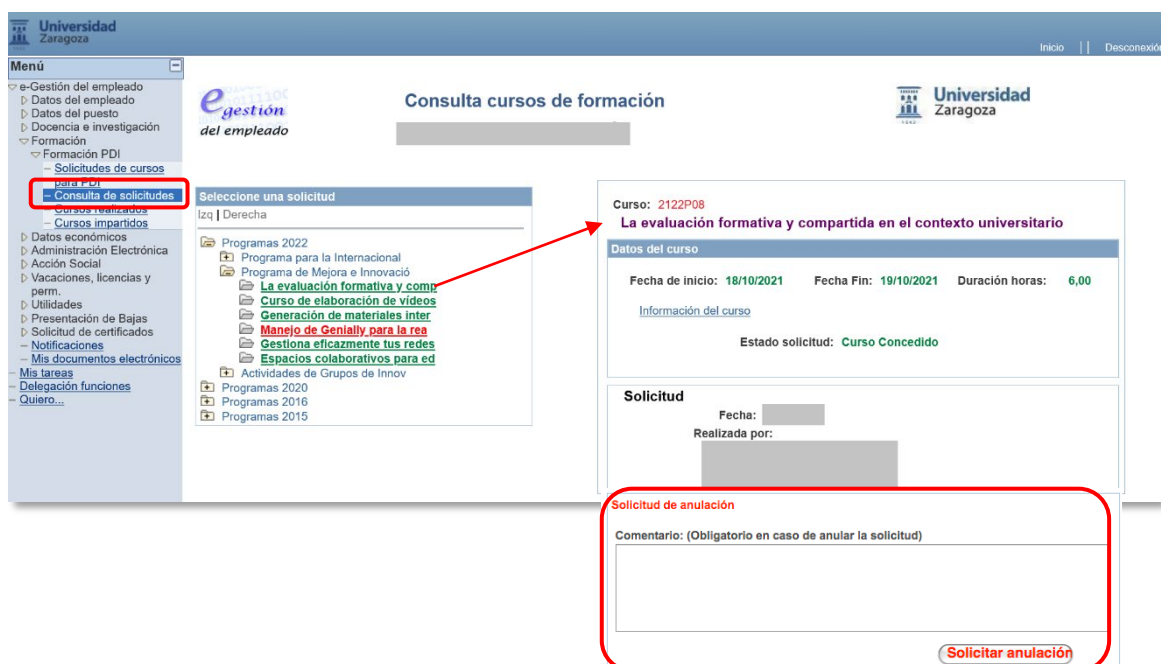 Universidad
Zaragoza
Inicio || Desconexión
Menú
e-Gestión del empleado
Datos del empleado
Datos del puesto
Docencia e investigación
Formación
Formación PDI
Solicitudes de cursos
para PDI
Consulta de solicitudes
Cursos realizados
Cursos impartidos
Datos económicos
Administración Electrónica
Acción Social
Vacaciones, licencias y
perm.
Utilidades
Presentación de Bajas
Solicitud de certificados
Notificaciones
Mis documentos electrónicos
Mis tareas
Delegación funciones
Quiero...
e gestión
del empleado
Consulta cursos de formación
Universidad
Zaragoza
1542
Seleccione una solicitud
Izq | Derecha
Programas 2022
Programa para la Internacional
Programa de Mejora e Innovació
La evaluación formativa y comp
Curso de elaboración de vídeos
Generación de materiales inter
Manejo de Genially para la rea
Gestiona eficazmente tus redes
Espacios colaborativos para ed
Actividades de Grupos de Innov
Programas 2020
Programas 2016
Programas 2015
Curso: 2122P08
La evaluación formativa y compartida en el contexto universitario
Datos del curso
Fecha de inicio: 18/10/2021 Fecha Fin: 19/10/2021 Duración horas: 6,00
Información del curso
Estado solicitud: Curso Concedido
Solicitud
Fecha:
Realizada por:
Solicitud de anulación
Comentario: (Obligatorio en caso de anular la solicitud)
Solicitar anulación